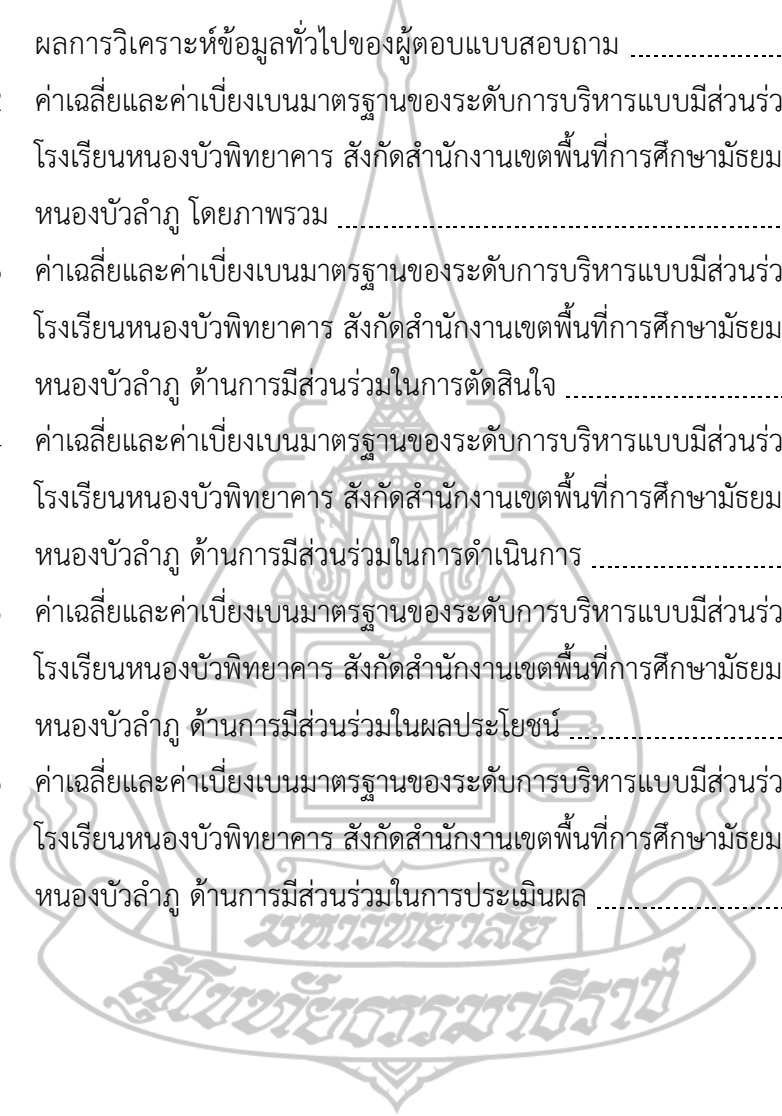 ผลการวิเคราะห์ข้อมูลทั่วไปของผู้ตอบแบบสอบถาม
ค่าเฉลี่ยและค่าเบี่ยงเบนมาตรฐานของระดับการบริหารแบบมีส่วนร่ว
โรงเรียนหนองบัวพิทยาคาร สังกัดสำนักงานเขตพื้นที่การศึกษามัธยม
หนองบัวลำภู โดยภาพรวม
ค่าเฉลี่ยและค่าเบี่ยงเบนมาตรฐานของระดับการบริหารแบบมีส่วนร่ว
โรงเรียนหนองบัวพิทยาคาร สังกัดสำนักงานเขตพื้นที่การศึกษามัธยม
หนองบัวลำภู ด้านการมีส่วนร่วมในการตัดสินใจ
ค่าเฉลี่ยและค่าเบี่ยงเบนมาตรฐานของระดับการบริหารแบบมีส่วนร่ว
โรงเรียนหนองบัวพิทยาคาร สังกัดสำนักงานเขตพื้นที่การศึกษามัธยม
หนองบัวลำภู ด้านการมีส่วนร่วมในการดำเนินการ
ค่าเฉลี่ยและค่าเบี่ยงเบนมาตรฐานของระดับการบริหารแบบมีส่วนร่ว
โรงเรียนหนองบัวพิทยาคาร สังกัดสำนักงานเขตพื้นที่การศึกษามัธยม
หนองบัวลำภู ด้านการมีส่วนร่วมในผลประโยชน์
ค่าเฉลี่ยและค่าเบี่ยงเบนมาตรฐานของระดับการบริหารแบบมีส่วนร่ว
โรงเรียนหนองบัวพิทยาคาร สังกัดสำนักงานเขตพื้นที่การศึกษามัธยม
หนองบัวลำภู ด้านการมีส่วนร่วมในการประเมินผล
มหาวิทยาลัย
สุโขทัยธรรมาธิราช